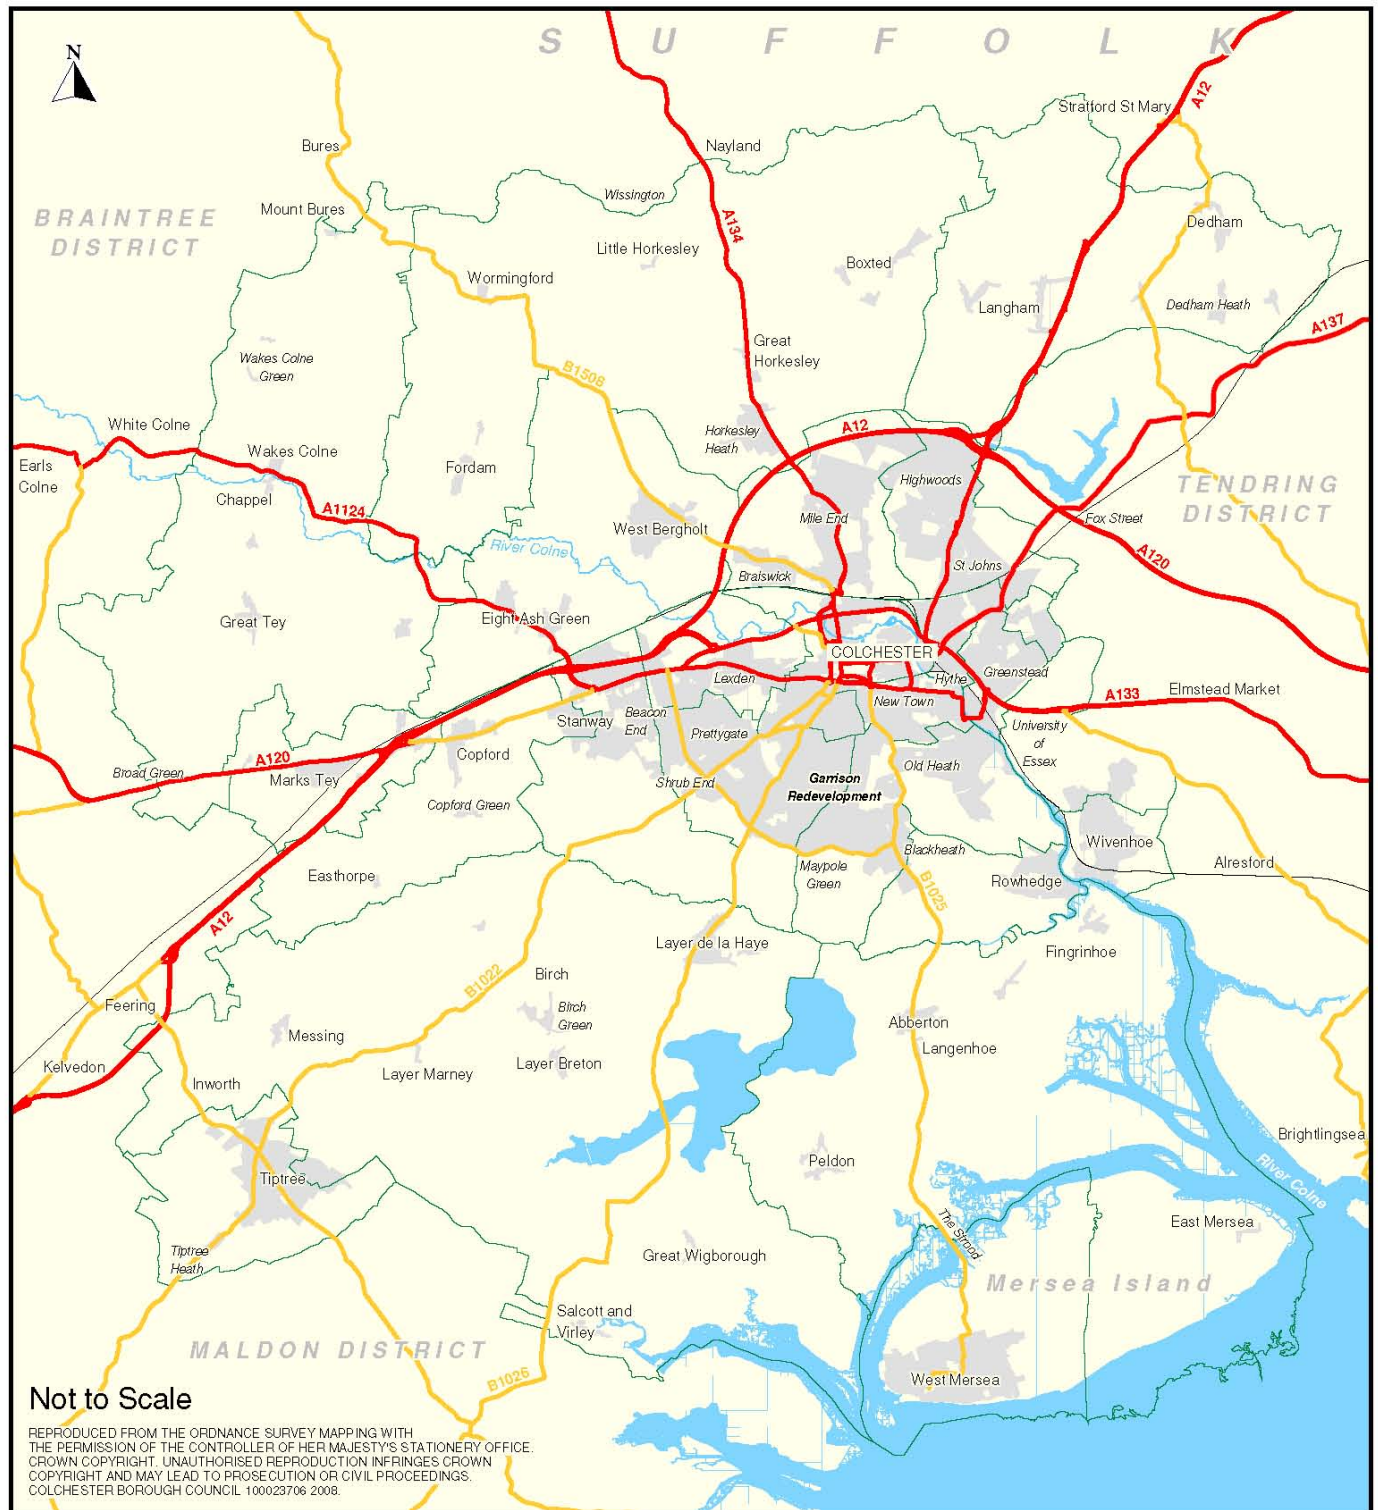 S U F F O L K
N
A12
Stratford St Mary
Bures
Nayland
Wissington
Mount Bures
BRAINTREE
DISTRICT
A134
Dedham
Little Horkesley
Boxted
Wormingford
Langham
Dedham Heath
A137
Great
Horkesley
Wakes Colne
Green
B1508
White Colne
A12
Horkesley
Heath
Wakes Colne
Earls
Colne
Fordam
Chappel
Highwoods
TENDRING
DISTRICT
A1124
West Bergholt
Mile End
Fox Street
River Colne
A120
St Johns
Braiswick
Great Tey
Eight Ash Green
COLCHESTER
Lexden
Hythe
Greenstead
A133
Elmstead Market
New Town
Stanway
Beacon
End
Prettygate
University
of
Essex
A120
Copford
Broad Green
Marks Tey
Shrub End
Garrison
Redevelopment
Old Heath
Copford Green
Wivenhoe
Blackheath
Alresford
Maypole
Green
Easthorpe
Rowhedge
B1025
A12
Layer de la Haye
Fingrinhoe
B1022
Birch
Feering
Birch
Green
Abberton
Messing
Langenhoe
Kelvedon
Layer Marney
Layer Breton
Inworth
Brightlingsea
Peldon
Tiptree
River Colne
The Strood
East Mersea
Tiptree
Heath
Great Wigborough
Mersea Island
Salcott and
Virley
MALDON DISTRICT
B1026
West Mersea
Not to Scale
REPRODUCED FROM THE ORDNANCE SURVEY MAPPING WITH
THE PERMISSION OF THE CONTROLLER OF HER MAJESTY'S STATIONERY OFFICE.
CROWN COPYRIGHT. UNAUTHORISED REPRODUCTION INFRINGES CROWN
COPYRIGHT AND MAY LEAD TO PROSECUTION OR CIVIL PROCEEDINGS.
COLCHESTER BOROUGH COUNCIL 100023706 2008.